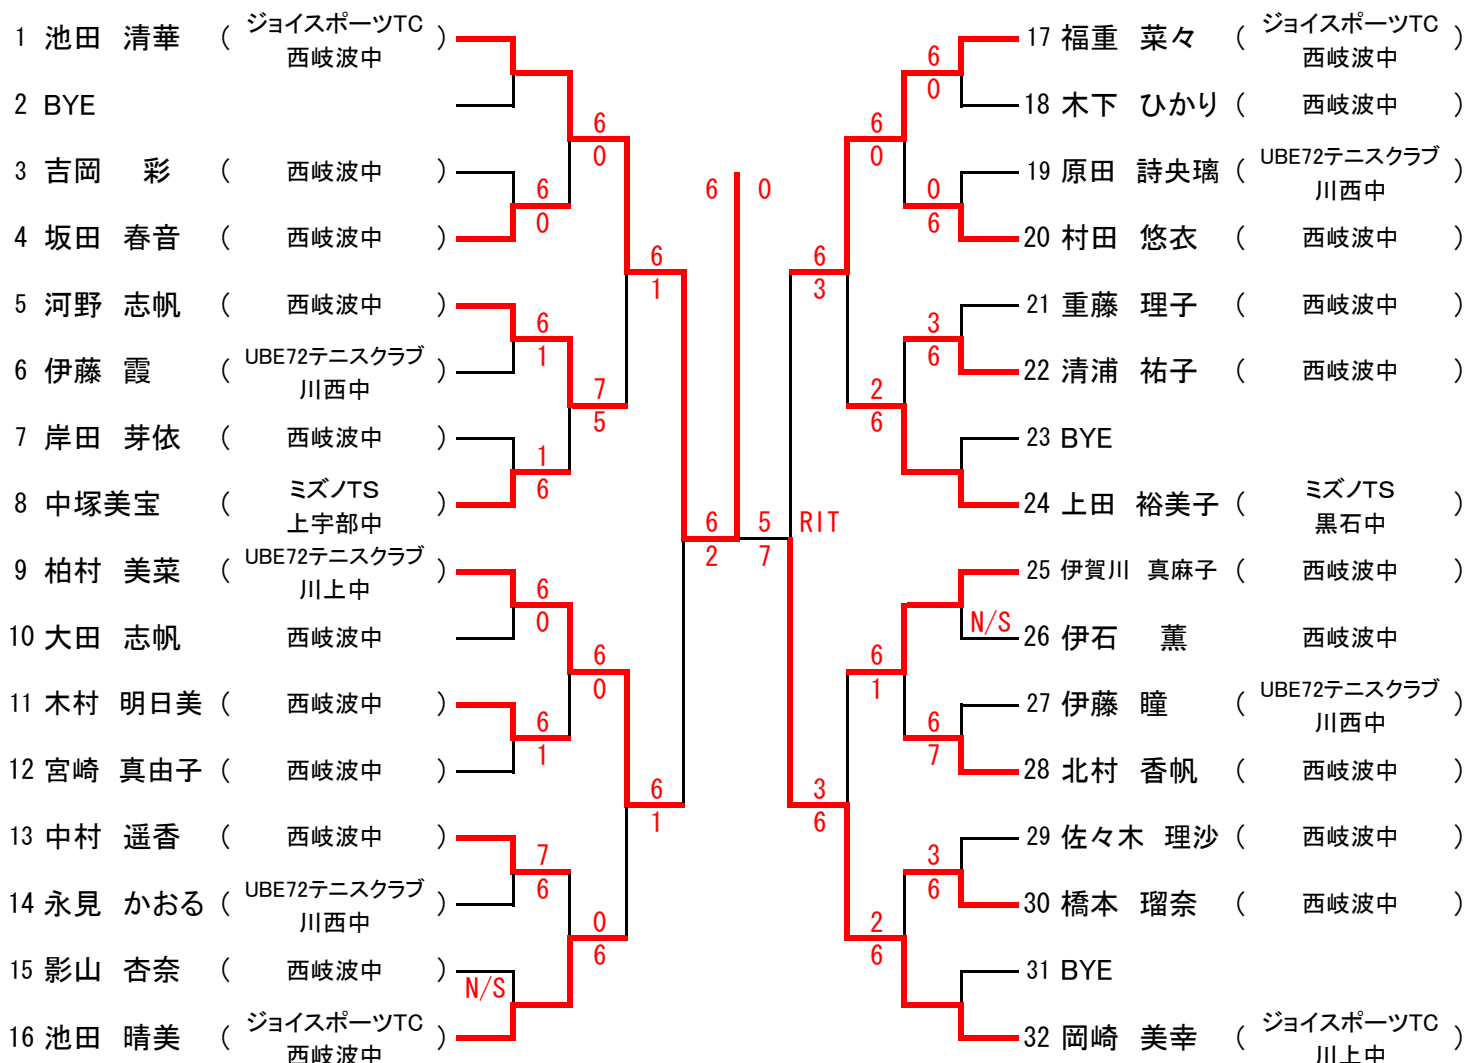 1 池田 清華 ( ジョイスポーツTC 西岐波中 )
2 BYE
6
0
3 吉岡 彩 ( 西岐波中 )
6
0
4 坂田 春音 ( 西岐波中 )
6
1
5 河野 志帆 ( 西岐波中 )
6
1
6 伊藤 霞 ( UBE72テニスクラブ 川西中 )
7
5
7 岸田 芽依 ( 西岐波中 )
1
6
8 中塚美宝 ( ミズノTS 上宇部中 )
6
2
9 柏村 美菜 ( UBE72テニスクラブ 川上中 )
6
0
10 大田 志帆 西岐波中
6
0
11 木村 明日美 ( 西岐波中 )
6
1
12 宮崎 真由子 ( 西岐波中 )
6
1
13 中村 遥香 ( 西岐波中 )
7
6
14 永見 かおる ( UBE72テニスクラブ 川西中 )
0
6
15 影山 杏奈 ( 西岐波中 )
N/S
16 池田 晴美 ( ジョイスポーツTC 西岐波中 )
6 0
5 RIT
7
17 福重 菜々 ( ジョイスポーツTC 西岐波中 )
6
0
18 木下 ひかり ( 西岐波中 )
6
0
19 原田 詩央璃 ( UBE72テニスクラブ 川西中 )
0
6
20 村田 悠衣 ( 西岐波中 )
6
3
21 重藤 理子 ( 西岐波中 )
3
6
22 清浦 祐子 ( 西岐波中 )
2
6
23 BYE
24 上田 裕美子 ( ミズノTS 黒石中 )
25 伊賀川 真麻子 ( 西岐波中 )
N/S
26 伊石 薫 西岐波中
6
1
27 伊藤 瞳 ( UBE72テニスクラブ 川西中 )
6
7
28 北村 香帆 ( 西岐波中 )
3
6
29 佐々木 理沙 ( 西岐波中 )
3
6
30 橋本 瑠奈 ( 西岐波中 )
2
6
31 BYE
32 岡崎 美幸 ( ジョイスポーツTC 川上中 )